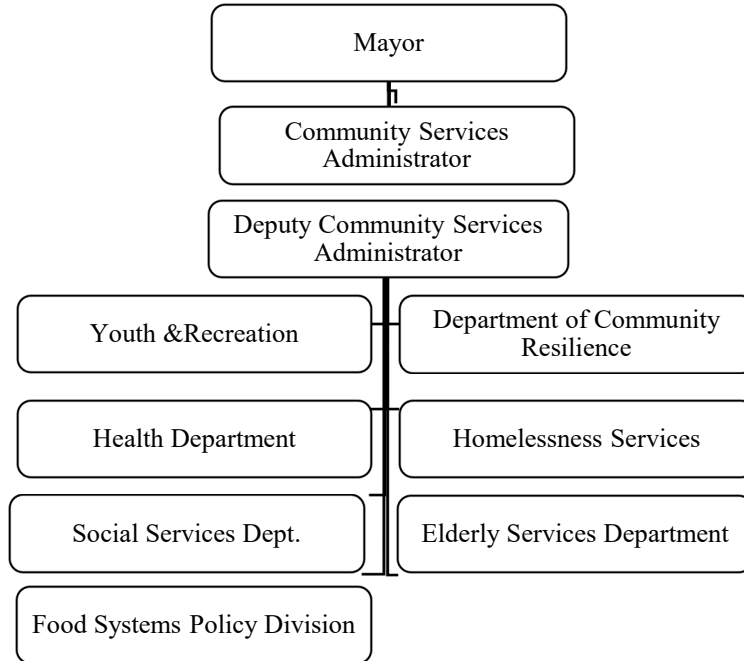 Mayor
Community Services
Administrator
Deputy Community Services
Administrator
Youth &Recreation
Department of Community
Resilience
Health Department
Homelessness Services
Social Services Dept.
Elderly Services Department
Food Systems Policy Division